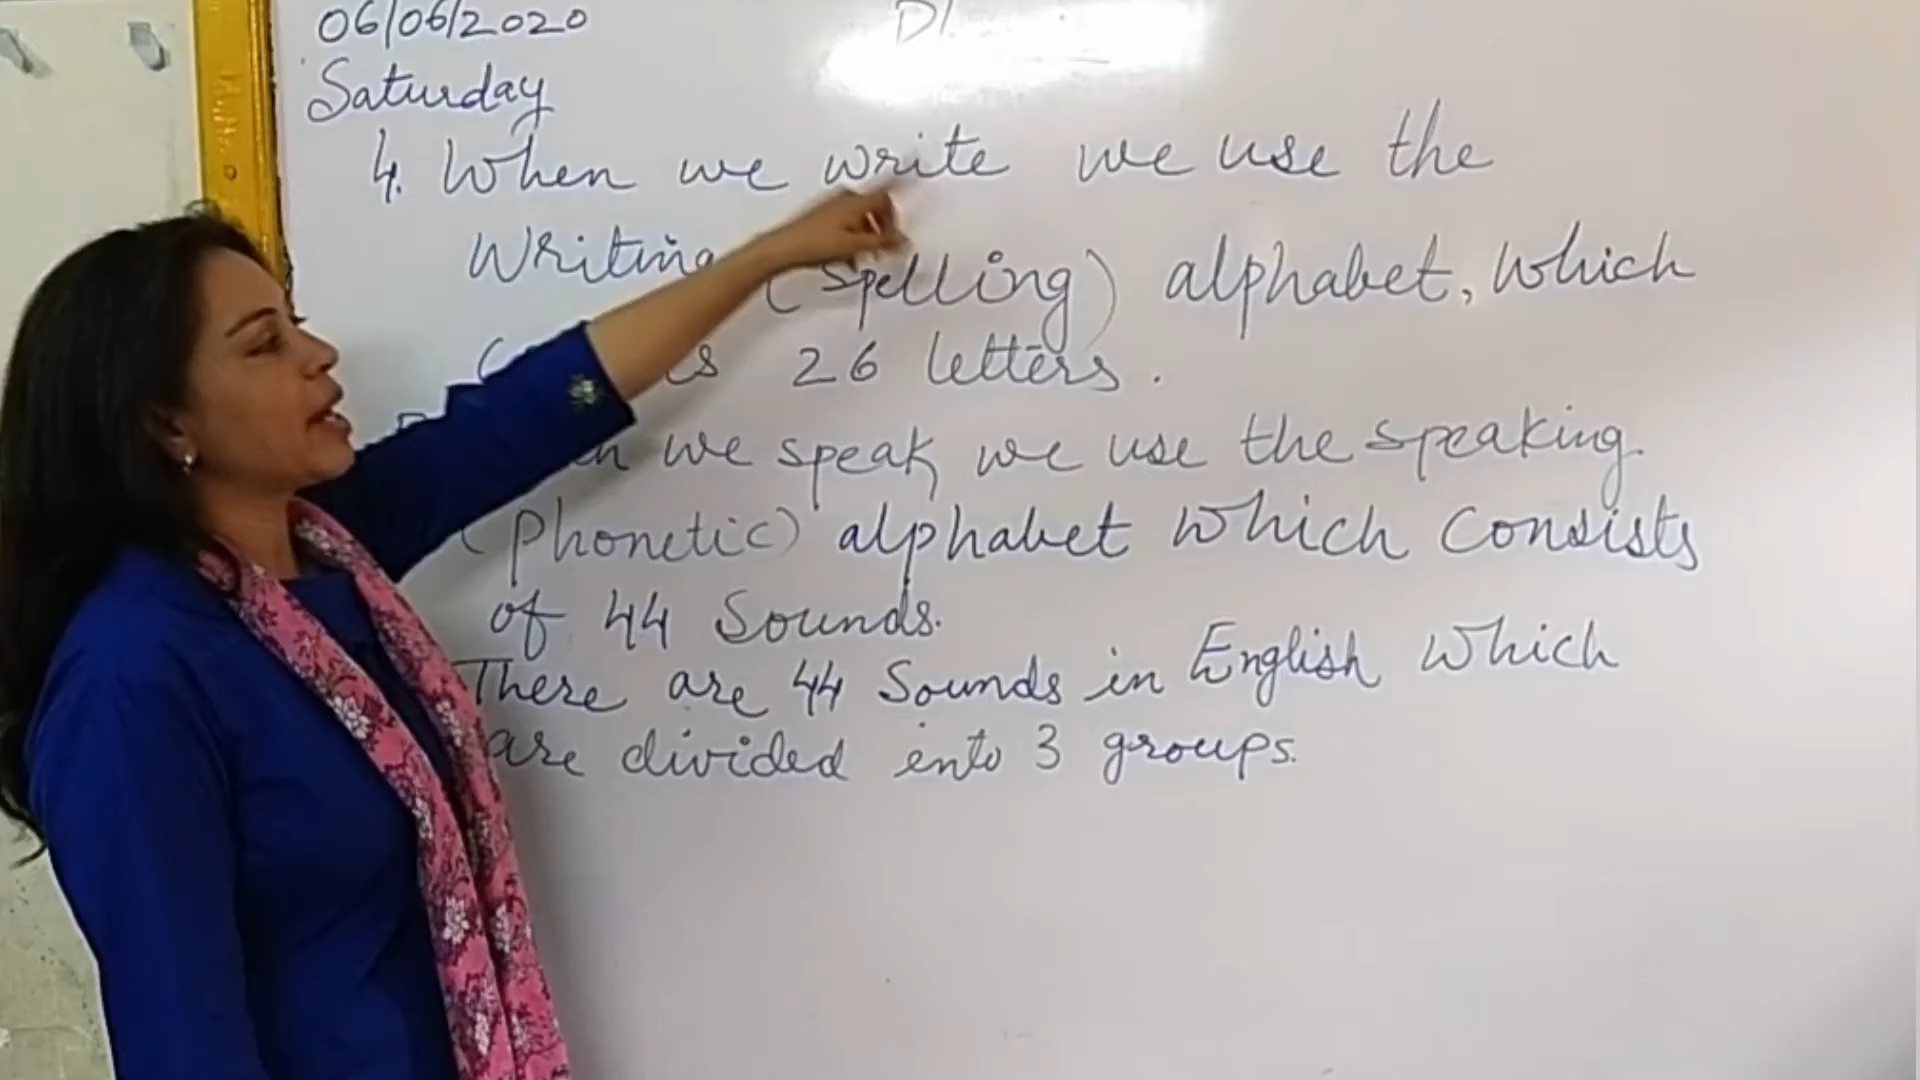 06/06/2020
Saturday
4. When we write we use the
Writing (Spelling) alphabet, which
26 letters.
we speak we use the speaking
(Phonetic) alphabet which consists
of 44 Sounds.
There are 44 Sounds in English which
are divided into 3 groups.